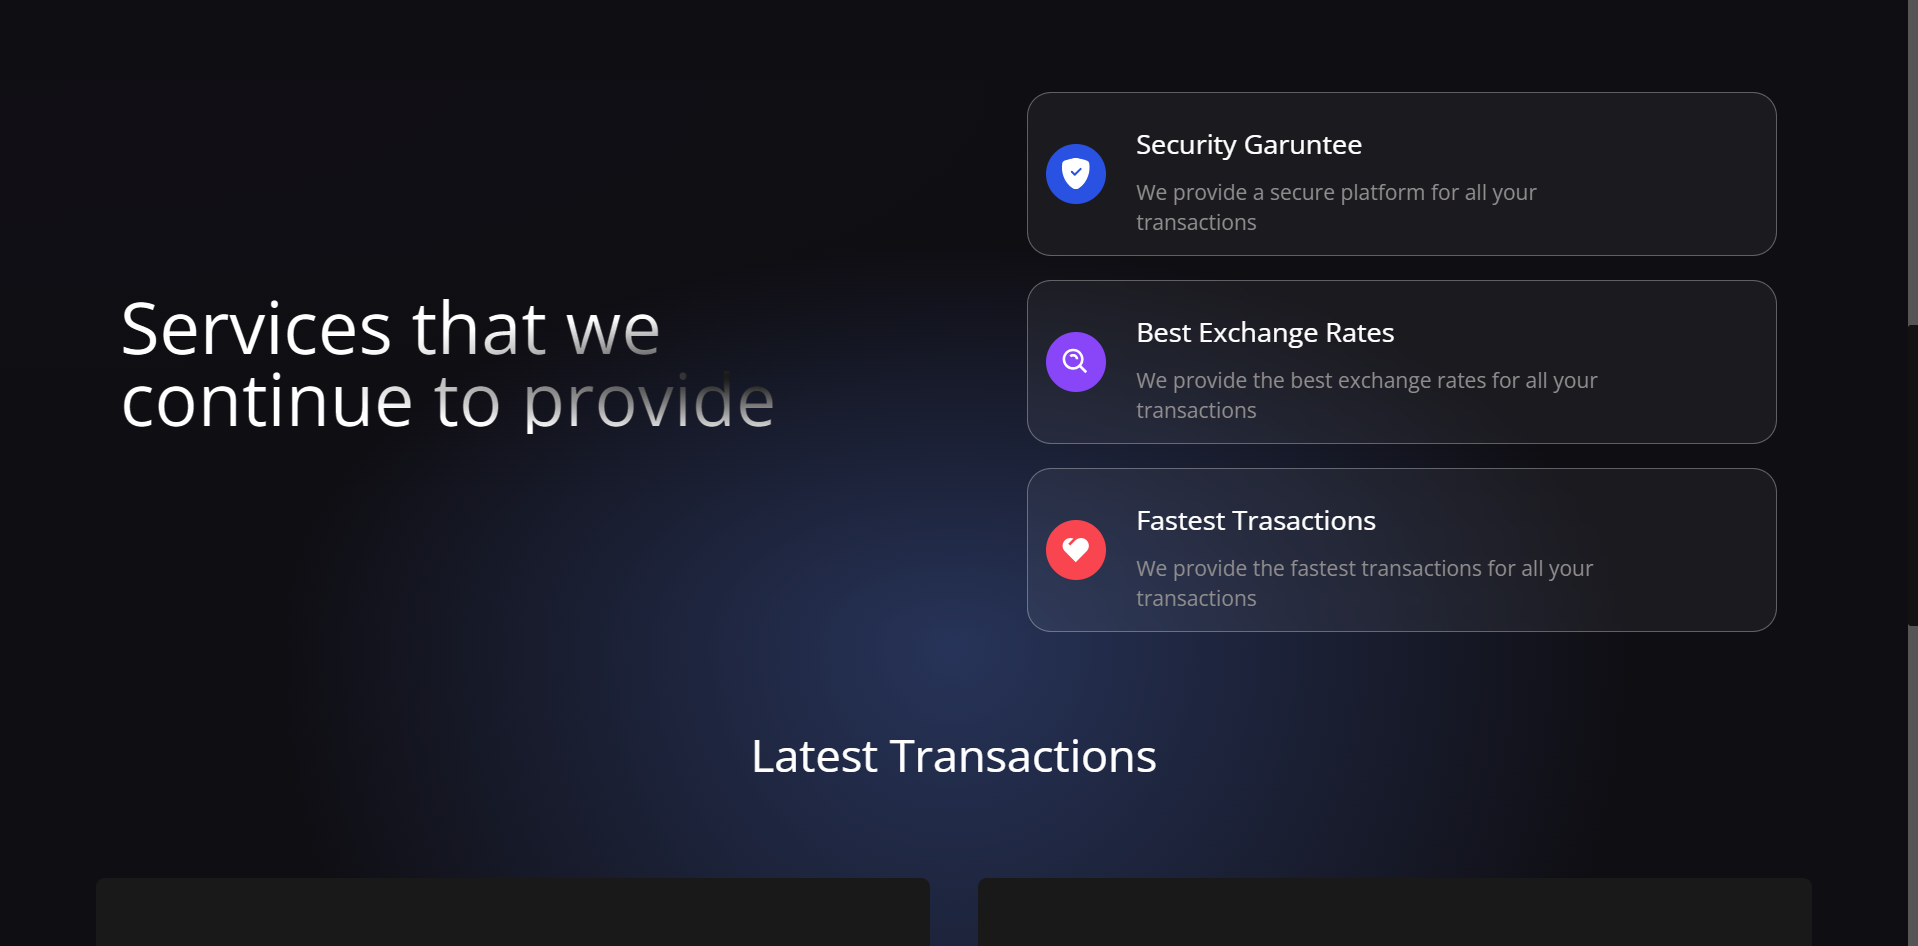 Services that we
continue to provide
Security Garuntee
We provide a secure platform for all your
transactions
Best Exchange Rates
We provide the best exchange rates for all your
transactions
Fastest Trasactions
We provide the fastest transactions for all your
transactions
Latest Transactions